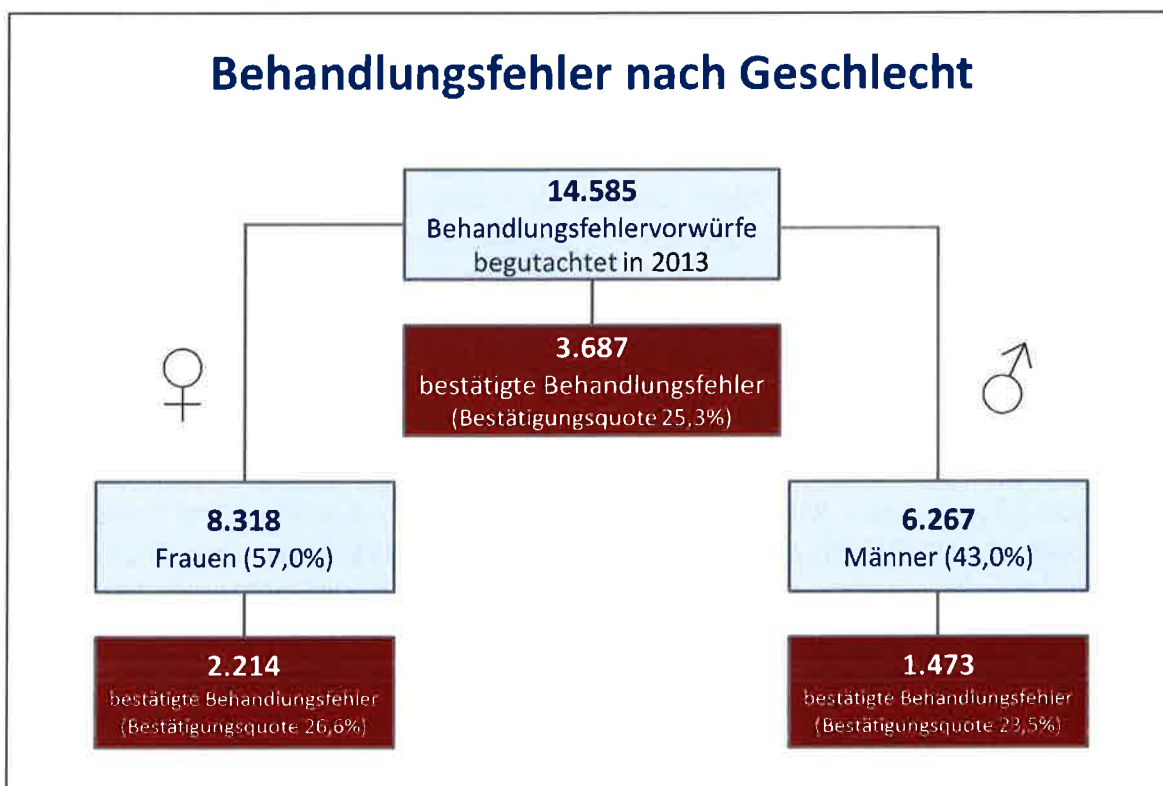 Behandlungsfehler nach Geschlecht
14.585
Behandlungsfehlervorwürfe
begutachtet in 2013
3.687
bestätigte Behandlungsfehler
(Bestätigungsquote 25,3%)
8.318
Frauen (57,0%)
6.267
Männer (43,0%)
2.214
bestätigte Behandlungsfehler
(Bestätigungsquote 26,6%)
1.473
bestätigte Behandlungsfehler
(Bestätigungsquote 23,5%)